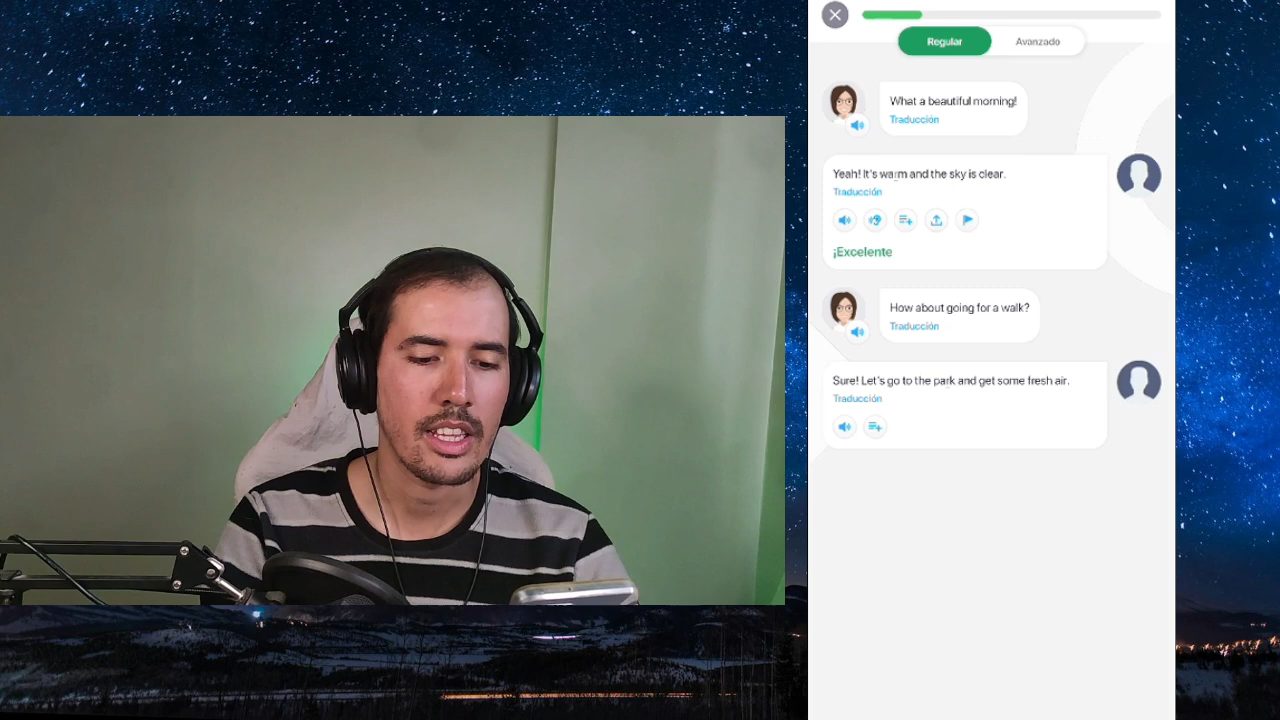 Regular
Avanzado
What a beautiful morning!
Traducción
Yeah! It's warm and the sky is clear.
Traducción
¡Excelente
How about going for a walk?
Traducción
Sure! Let's go to the park and get some fresh air.
Traducción